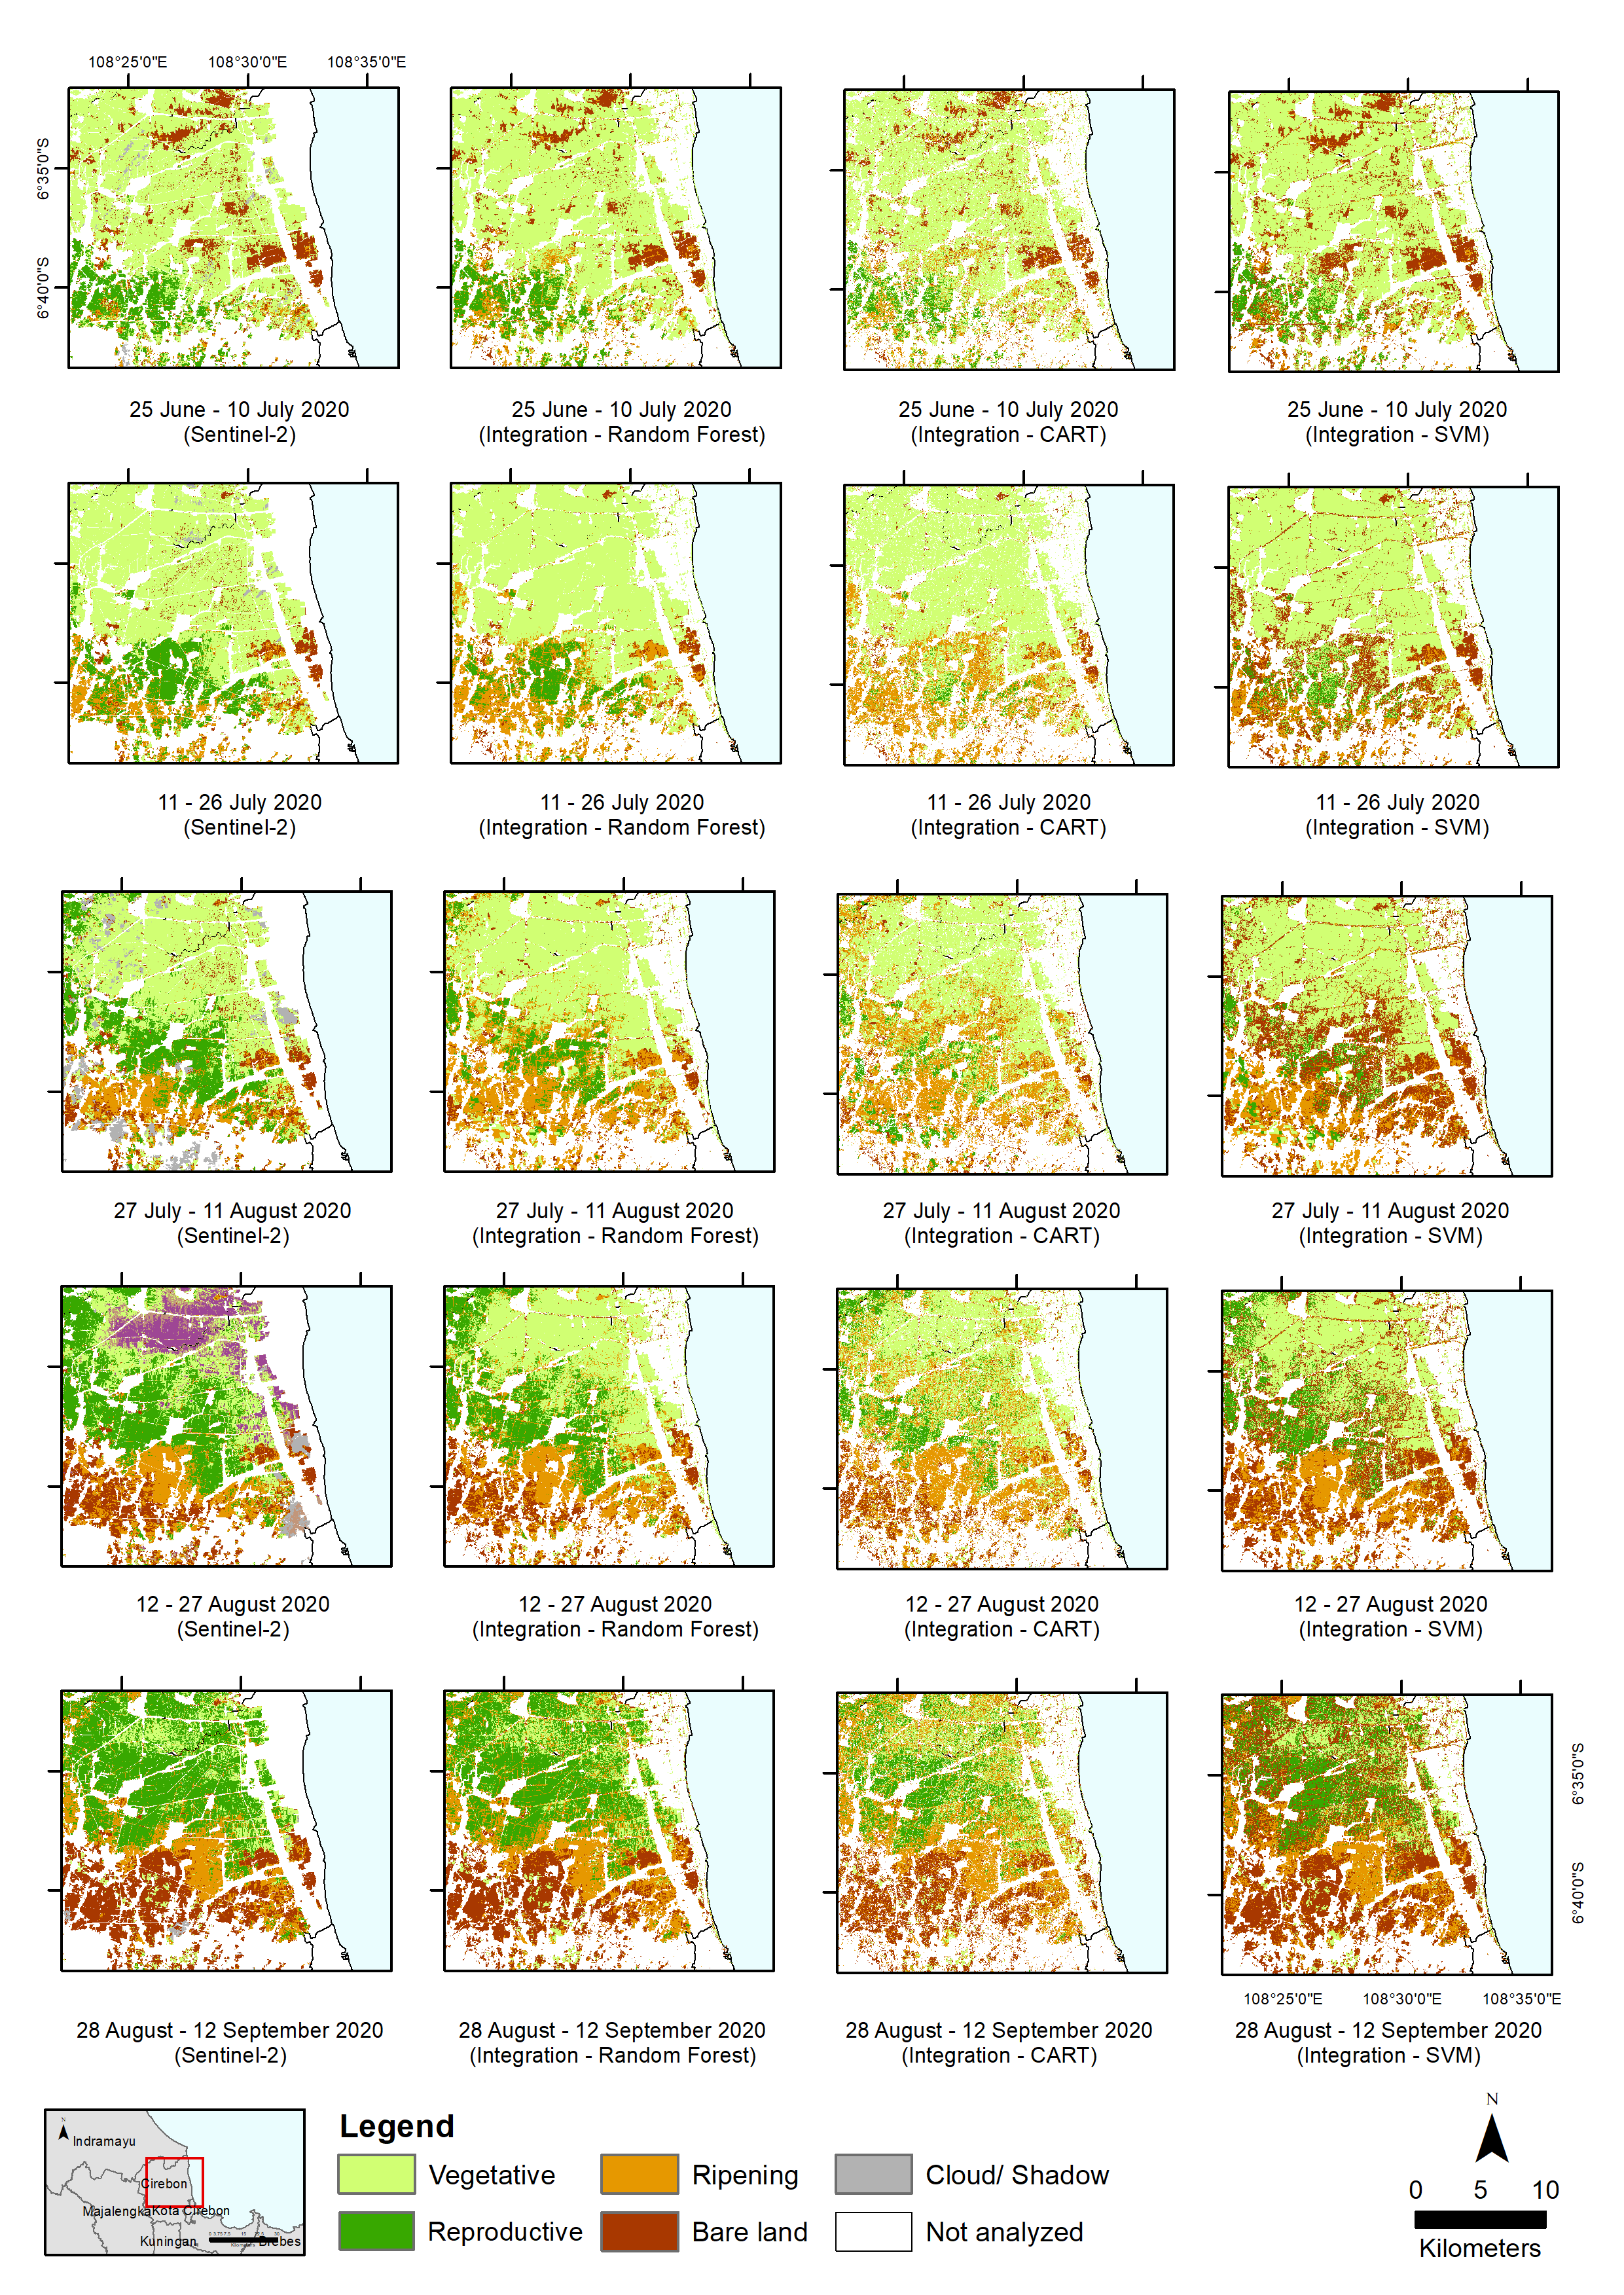 108°25'0"E 108°30'0"E 108°35'0"E
6°35'0"S
6°40'0"S
25 June - 10 July 2020
(Sentinel-2)
25 June - 10 July 2020
(Integration - Random Forest)
25 June - 10 July 2020
(Integration - CART)
25 June - 10 July 2020
(Integration - SVM)
11 - 26 July 2020
(Sentinel-2)
11 - 26 July 2020
(Integration - Random Forest)
11 - 26 July 2020
(Integration - CART)
11 - 26 July 2020
(Integration - SVM)
27 July - 11 August 2020
(Sentinel-2)
27 July - 11 August 2020
(Integration - Random Forest)
27 July - 11 August 2020
(Integration - CART)
27 July - 11 August 2020
(Integration - SVM)
12 - 27 August 2020
(Sentinel-2)
12 - 27 August 2020
(Integration - Random Forest)
12 - 27 August 2020
(Integration - CART)
12 - 27 August 2020
(Integration - SVM)
6°35'0"S
6°40'0"S
108°25'0"E 108°30'0"E 108°35'0"E
28 August - 12 September 2020
(Sentinel-2)
28 August - 12 September 2020
(Integration - Random Forest)
28 August - 12 September 2020
(Integration - CART)
28 August - 12 September 2020
(Integration - SVM)
N
Indramayu
Cirebon
Majalengka Kota Cirebon
Kuningan
Brebes
Legend
Vegetative
Ripening
Cloud/ Shadow
Reproductive
Bare land
Not analyzed
N
0 5 10
Kilometers